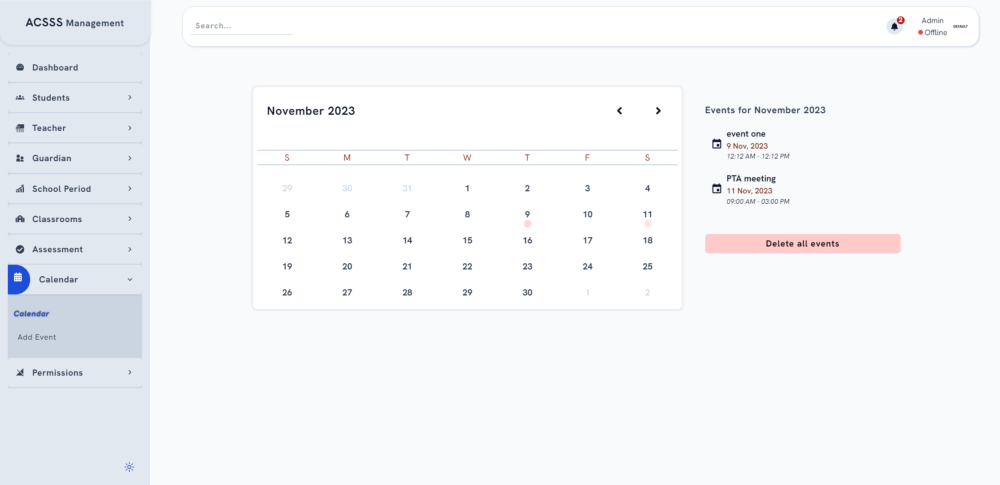 ACSSS Management
Search...
2
Admin
Offline
DEFAULT
Dashboard
Students
Teacher
Guardian
School Period
Classrooms
Assessment
Calendar
Calendar
Add Event
Permissions
November 2023
S M T W T F S
29 30 31 1 2 3 4
5 6 7 8 9 10 11
12 13 14 15 16 17 18
19 20 21 22 23 24 25
26 27 28 29 30 1 2
Events for November 2023
event one
9 Nov, 2023
12:12 AM - 12:12 PM
PTA meeting
11 Nov, 2023
09:00 AM - 03:00 PM
Delete all events